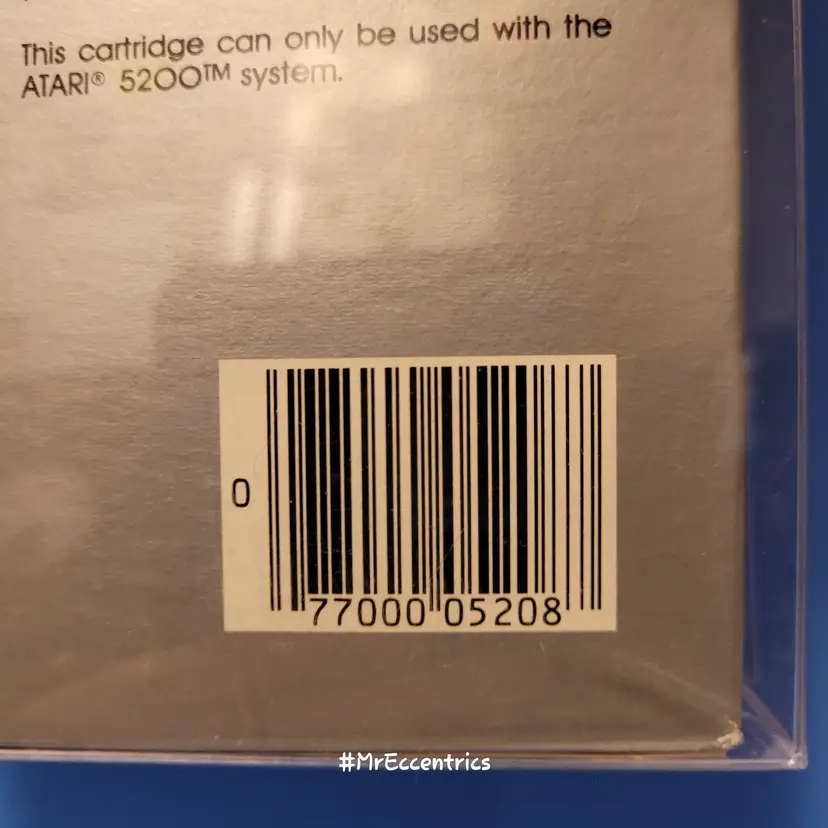 This cartridge can only be used with the
ATARI® 5200™ system.
0
77000 05208
#MrEccentrics